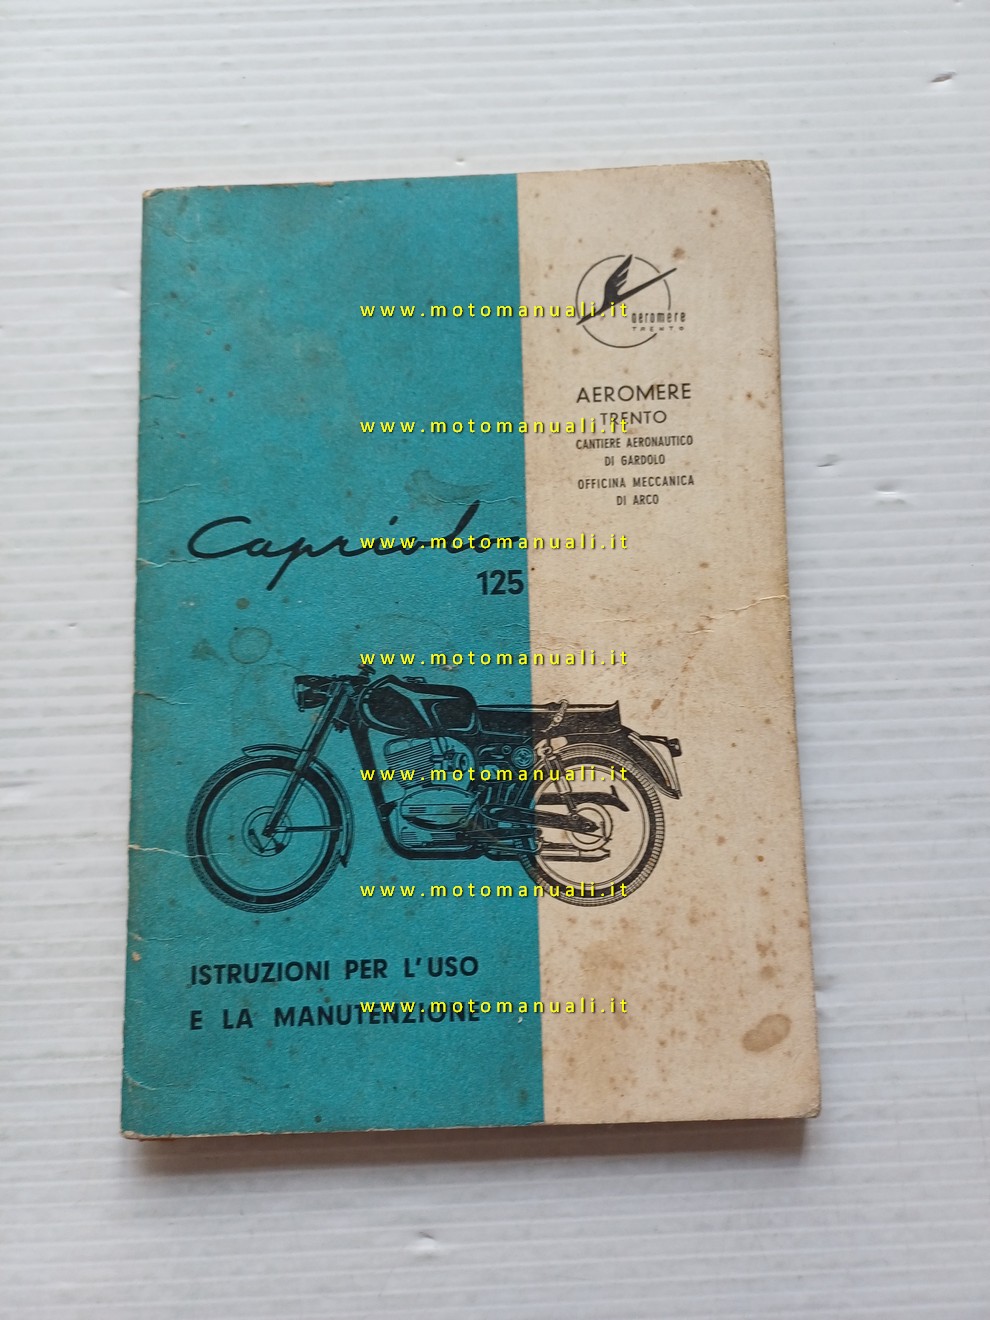 aeromere
TRENTO
AEROMERE
TRENTO
CANTIERE AERONAUTICO
DI GARDOLO
OFFICINA MECCANICA
DI ARCO
Capriolo
125
ISTRUZIONI PER L'USO
E LA MANUTENZIONE
www.motomanuali.it
www.motomanuali.it
www.motomanuali.it
www.motomanuali.it
www.motomanuali.it
www.motomanuali.it
www.motomanuali.it